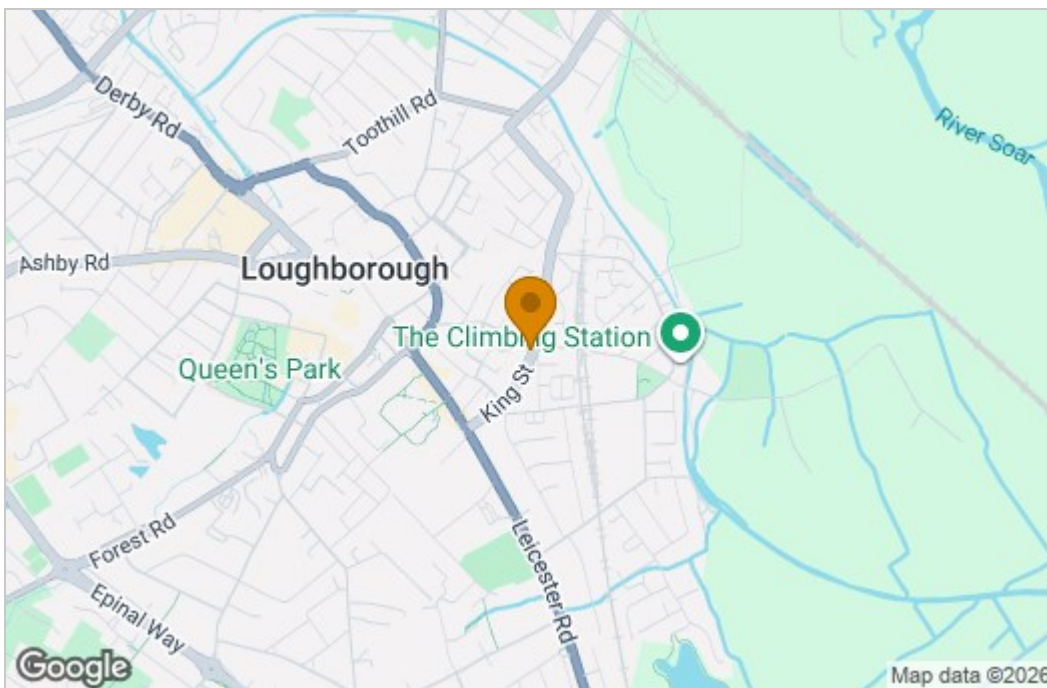 Derby Rd
Toothill Rd
River Soar
Ashby Rd
Loughborough
The Climbing Station
Queen's Park
King St
Forest Rd
Leicester Rd
Epinal Way
Google
Map data ©2026